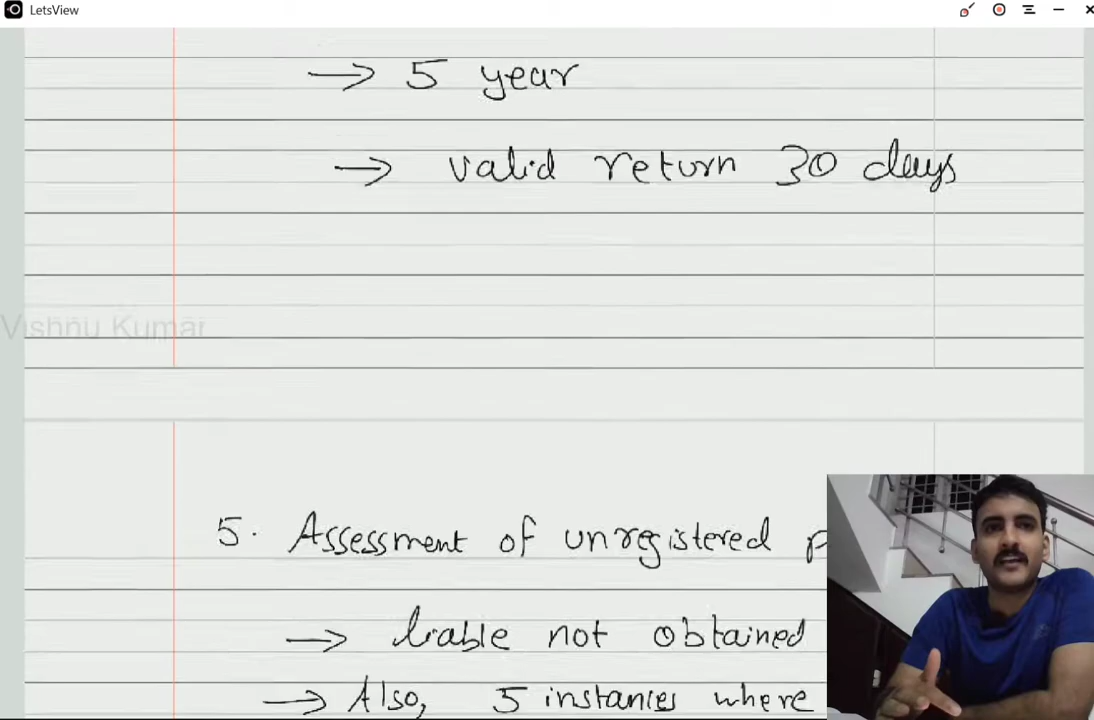 LetsView
→ 5 year
→ valid return 30 days
Vishnu Kumar
5. Assessment of unregistered
→ liable not obtained
→ Also, 5 instances where